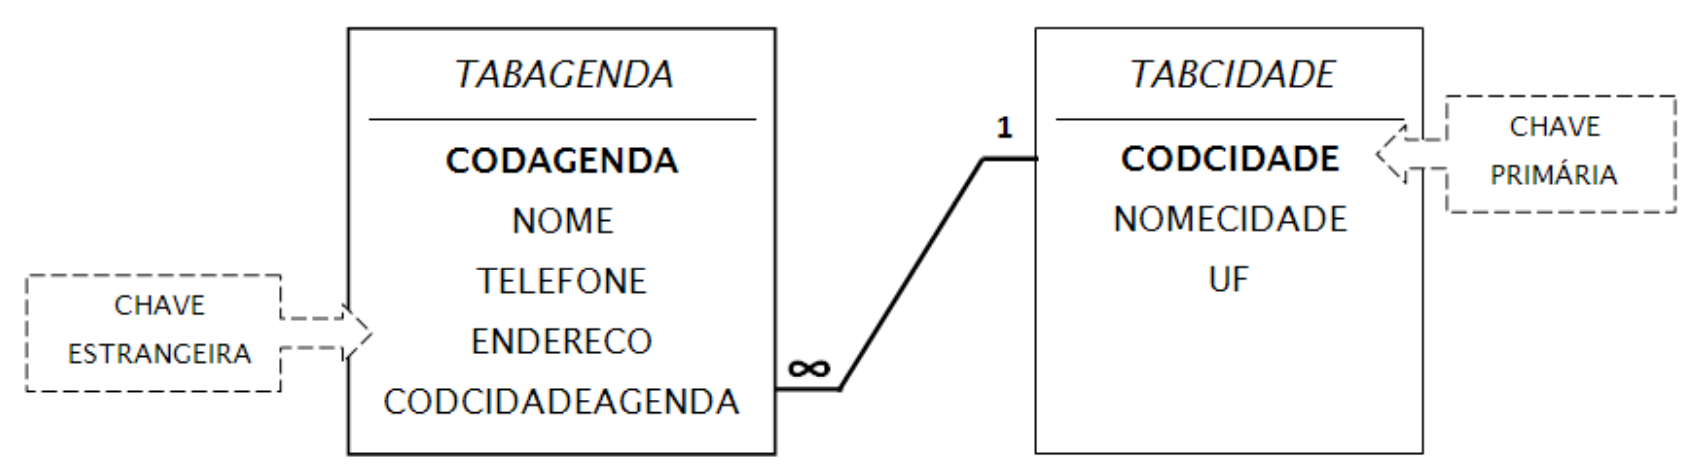 TABAGENDA
CODAGENDA
NOME
TELEFONE
ENDERECO
CODCIDADEAGENDA
CHAVE
ESTRANGEIRA
∞
1
TABCIDADE
CODCIDADE
NOMECIDADE
UF
CHAVE
PRIMÁRIA